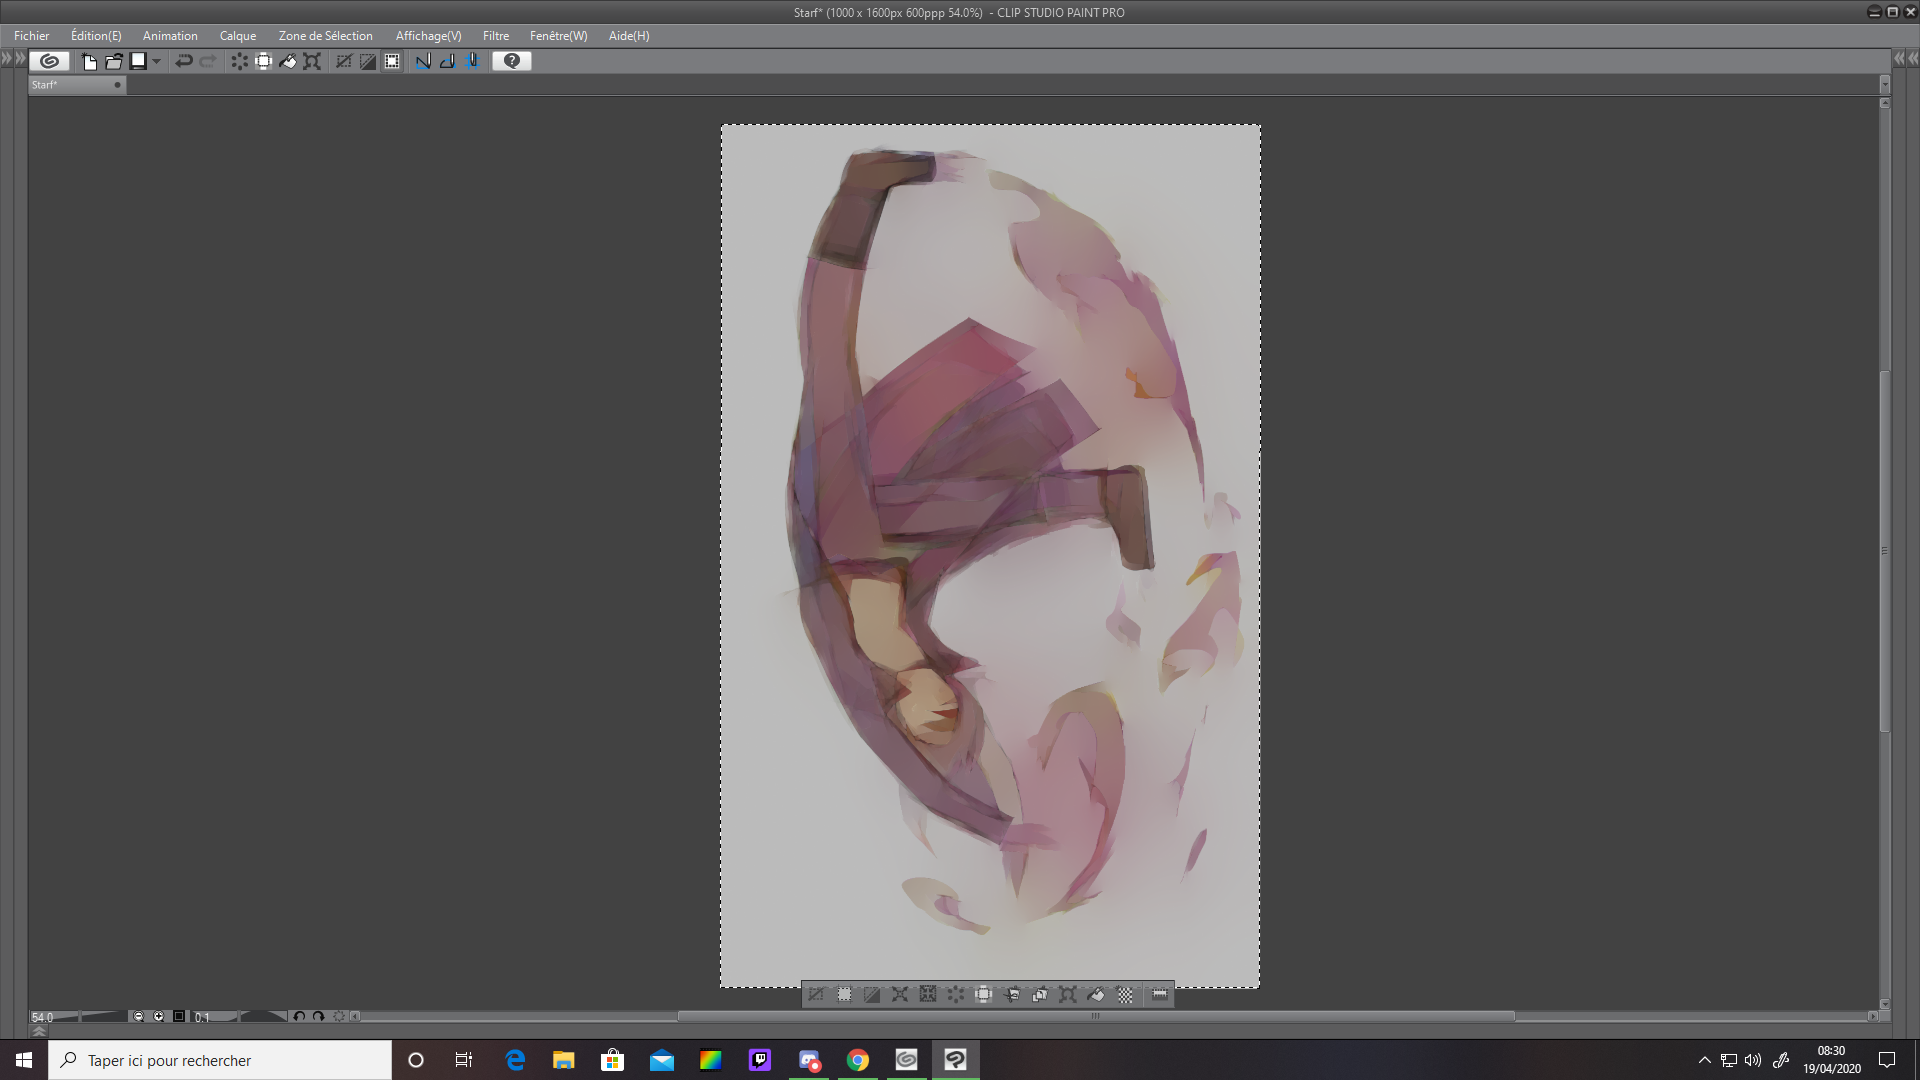 Starf* (1000 x 1600px 600ppp 54.0%) - CLIP STUDIO PAINT PRO
Fichier Édition(E) Animation Calque Zone de Sélection Affichage(V) Filtre Fenêtre(W) Aide(H)
Starf*
54.0 0.1
Taper ici pour rechercher
08:30
19/04/2020